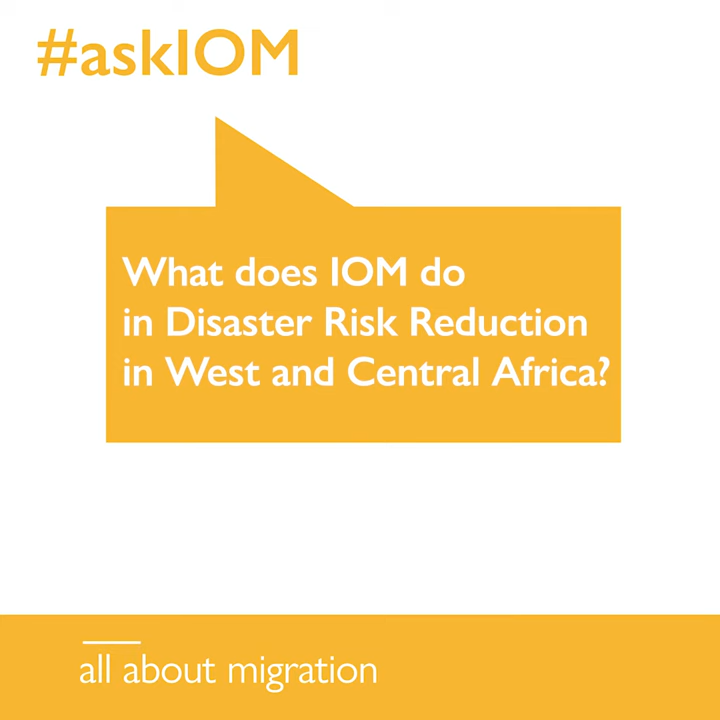 #askIOM
What does IOM do
in Disaster Risk Reduction
in West and Central Africa?
all about migration